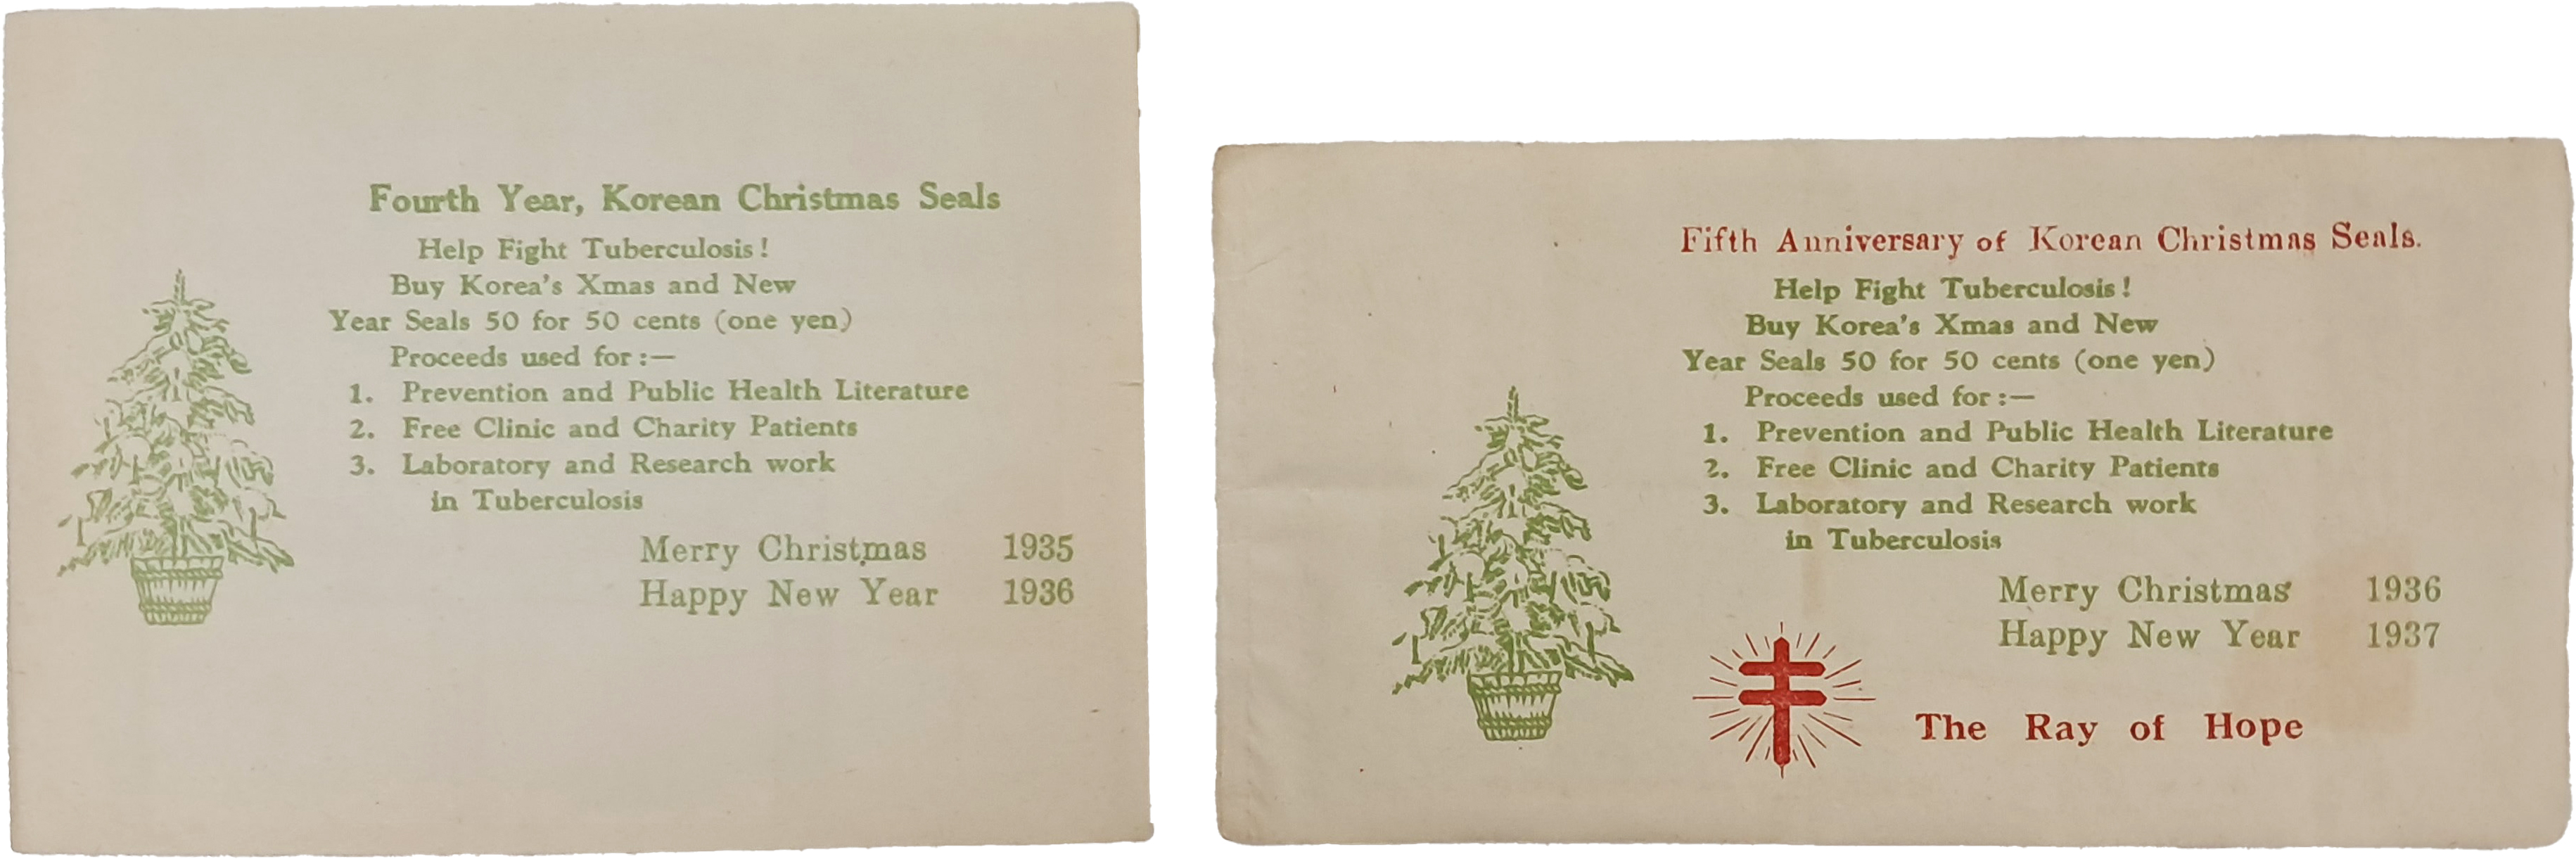 Fourth Year, Korean Christmas Seals
Help Fight Tuberculosis!
Buy Korea's Xmas and New
Year Seals 50 for 50 cents (one yen)
Proceeds used for :—
1. Prevention and Public Health Literature
2. Free Clinic and Charity Patients
3. Laboratory and Research work
in Tuberculosis
Merry Christmas 1935
Happy New Year 1936
Fifth Anniversary of Korean Christmas Seals.
Help Fight Tuberculosis!
Buy Korea's Xmas and New
Year Seals 50 for 50 cents (one yen)
Proceeds used for :—
1. Prevention and Public Health Literature
2. Free Clinic and Charity Patients
3. Laboratory and Research work
in Tuberculosis
Merry Christmas 1936
Happy New Year 1937
The Ray of Hope